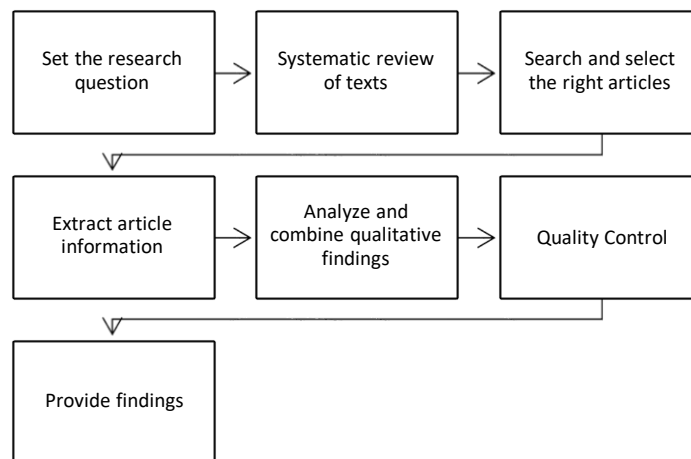 Set the research
question
Systematic review
of texts
Search and select
the right articles
Extract article
information
Analyze and
combine qualitative
findings
Quality Control
Provide findings